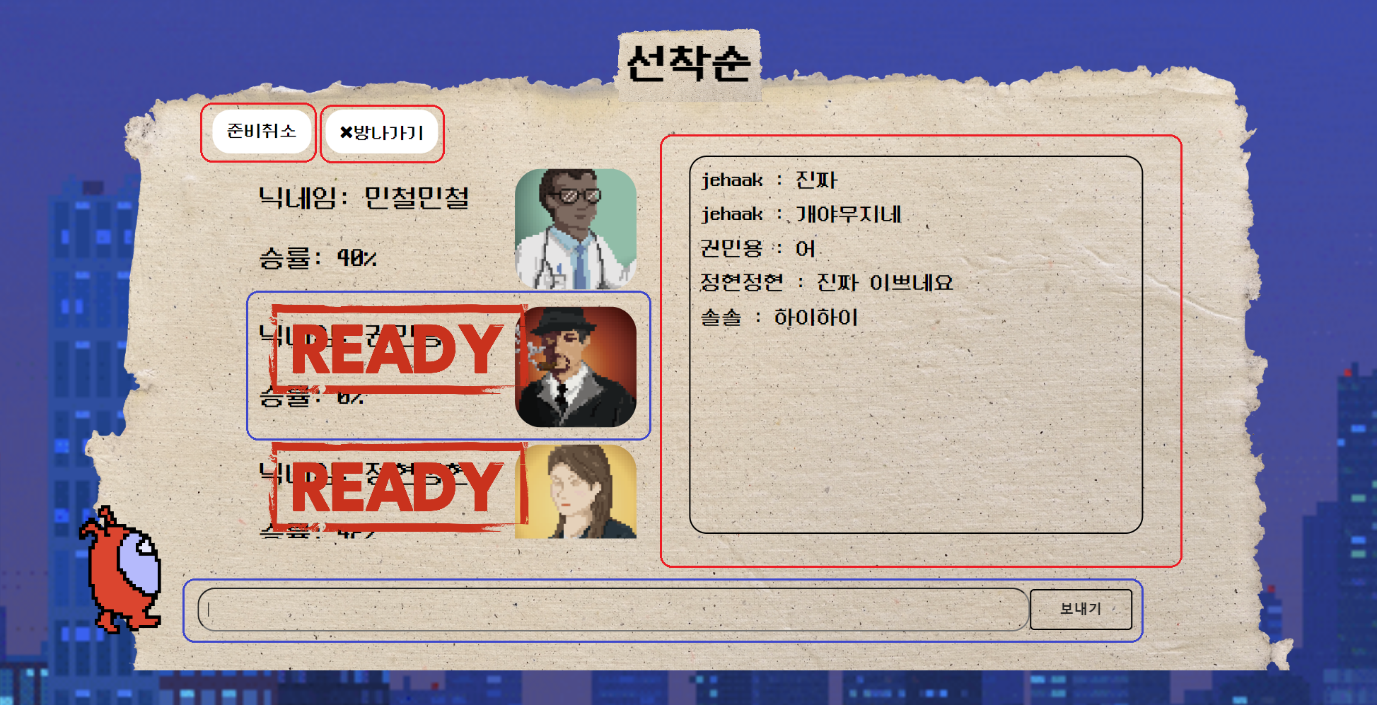 선착순
준비취소
✖방나가기
닉네임: 민철민철
승률: 40%
READY
승률: 0%
READY
jehaak : 진짜
jehaak : 개야무지네
권민용 : 어
정현정현 : 진짜 이쁘네요
솔솔 : 하이하이
보내기